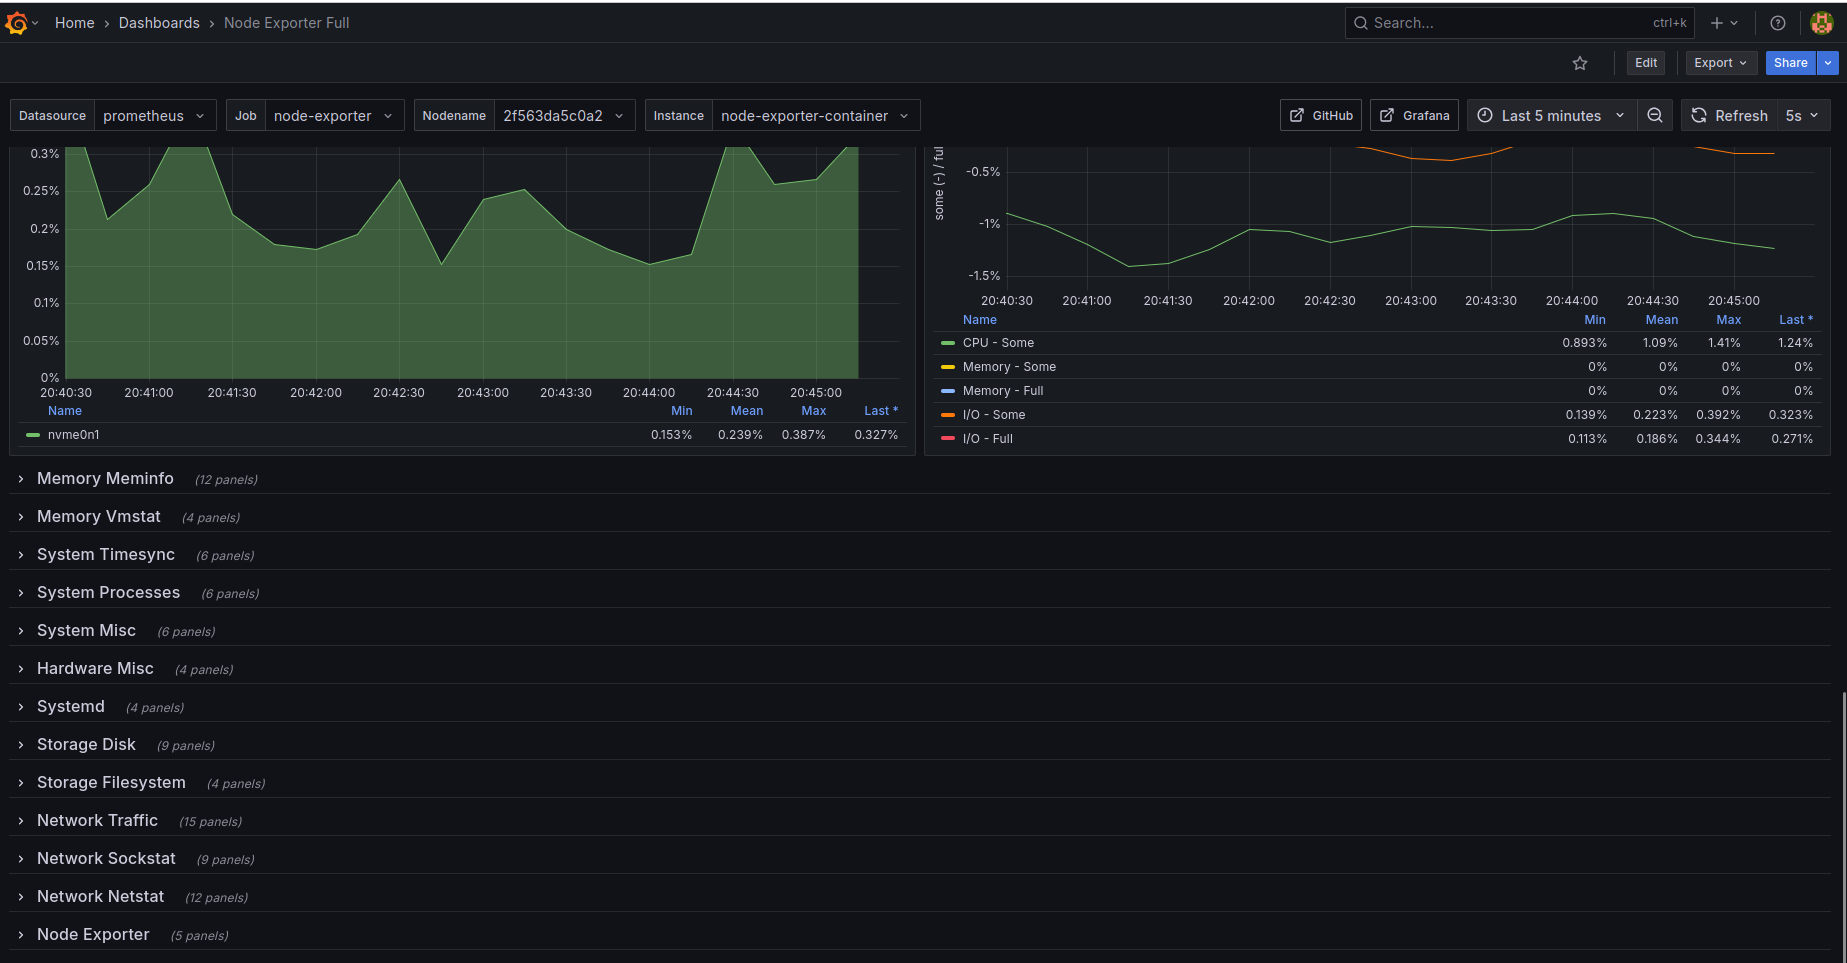 Home › Dashboards › Node Exporter Full
Search... ctrl+k
Edit Export Share
Datasource prometheus Job node-exporter Nodename 2f563da5c0a2 Instance node-exporter-container GitHub Grafana Last 5 minutes Refresh 5s
0.3%
0.25%
0.2%
0.15%
0.1%
0.05%
0%
20:40:30 20:41:00 20:41:30 20:42:00 20:42:30 20:43:00 20:43:30 20:44:00 20:44:30 20:45:00
Name Min Mean Max Last *
nvme0n1 0.153% 0.239% 0.387% 0.327%
some (-) / ful
-0.5%
-1%
-1.5%
20:40:30 20:41:00 20:41:30 20:42:00 20:42:30 20:43:00 20:43:30 20:44:00 20:44:30 20:45:00
Name Min Mean Max Last *
CPU - Some 0.893% 1.09% 1.41% 1.24%
Memory - Some 0% 0% 0% 0%
Memory - Full 0% 0% 0% 0%
I/O - Some 0.139% 0.223% 0.392% 0.323%
I/O - Full 0.113% 0.186% 0.344% 0.271%
Memory Meminfo (12 panels)
Memory Vmstat (4 panels)
System Timesync (6 panels)
System Processes (6 panels)
System Misc (6 panels)
Hardware Misc (4 panels)
Systemd (4 panels)
Storage Disk (9 panels)
Storage Filesystem (4 panels)
Network Traffic (15 panels)
Network Sockstat (9 panels)
Network Netstat (12 panels)
Node Exporter (5 panels)